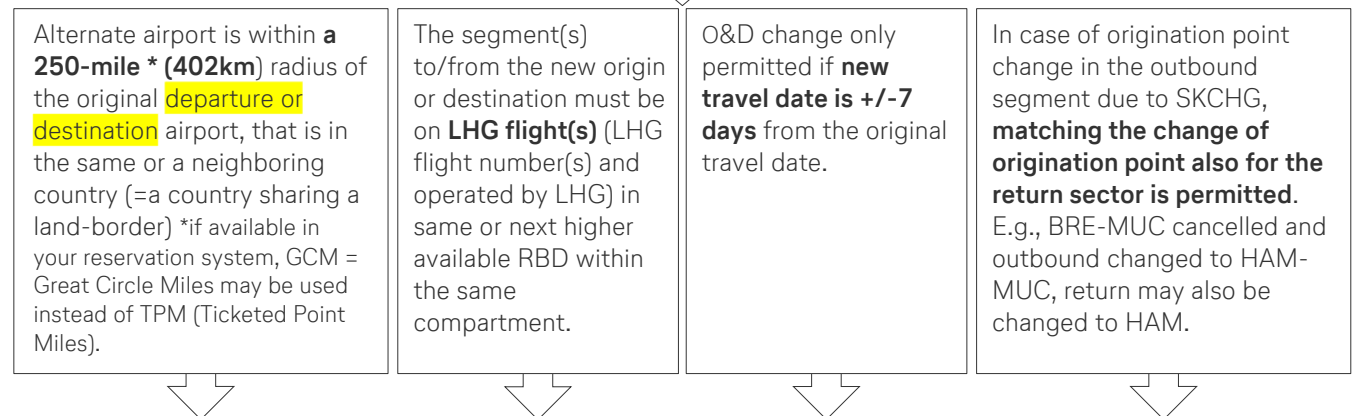 Alternate airport is within a
250-mile * (402km) radius of
the original departure or
destination airport, that is in
the same or a neighboring
country (=a country sharing a
land-border) *if available in
your reservation system, GCM =
Great Circle Miles may be used
instead of TPM (Ticketed Point
Miles).
The segment(s)
to/from the new origin
or destination must be
on LHG flight(s) (LHG
flight number(s) and
operated by LHG) in
same or next higher
available RBD within
the same
compartment.
O&D change only
permitted if new
travel date is +/-7
days from the original
travel date.
In case of origination point
change in the outbound
segment due to SKCHG,
matching the change of
origination point also for the
return sector is permitted.
E.g., BRE-MUC cancelled and
outbound changed to HAM-
MUC, return may also be
changed to HAM.